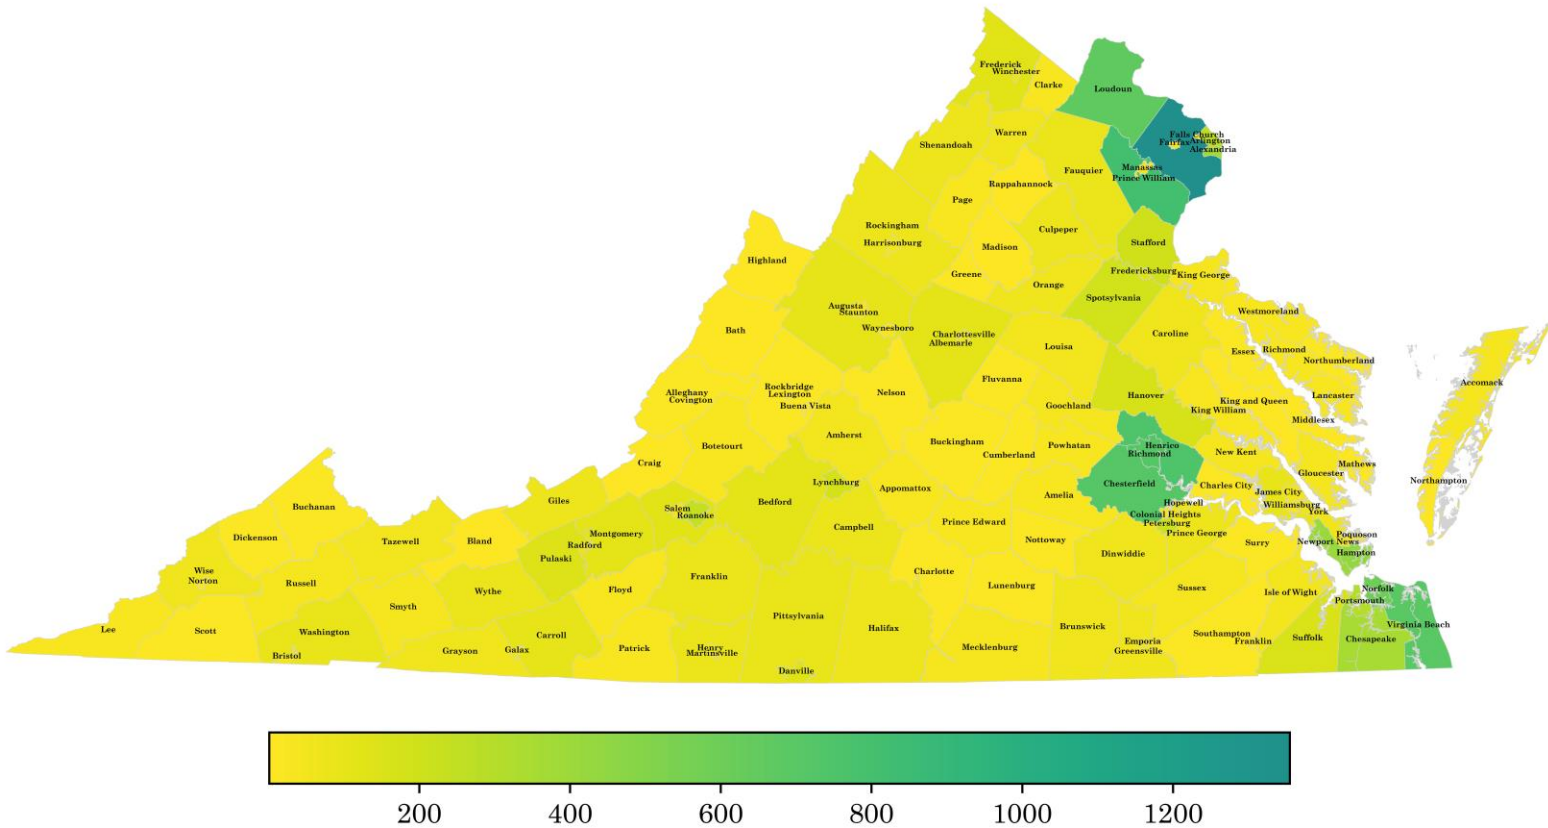 Frederick
Winchester
Clarke
Loudoun
Warren
Falls Church
Fairfax
Arlington
Alexandria
Shenandoah
Manassas
Prince William
Fauquier
Rappahannock
Page
Rockingham
Harrisonburg
Culpeper
Stafford
Madison
Highland
Greene
Fredericksburg
King George
Orange
Spotsylvania
Augusta
Staunton
Waynesboro
Westmoreland
Charlottesville
Albemarle
Bath
Caroline
Louisa
Essex
Richmond
Northumberland
Fluvanna
Accomack
Rockbridge
Lexington
Buena Vista
Alleghany
Covington
Nelson
Hanover
Lancaster
King and Queen
King William
Goochland
Middlesex
Amherst
Botetourt
Buckingham
Powhatan
Henrico
Richmond
Cumberland
New Kent
Craig
Mathews
Gloucester
Northampton
Lynchburg
Appomattox
Chesterfield
Charles City
James City
Amelia
Giles
Bedford
Buchanan
Salem
Roanoke
Hopewell
Williamsburg
York
Colonial Heights
Petersburg
Prince George
Prince Edward
Campbell
Montgomery
Radford
Dickenson
Tazewell
Bland
Nottoway
Surry
Newport News
Poquoson
Hampton
Dinwiddie
Pulaski
Wise
Norton
Russell
Wythe
Franklin
Charlotte
Floyd
Lunenburg
Sussex
Isle of Wight
Norfolk
Portsmouth
Smyth
Pittsylvania
Halifax
Brunswick
Virginia Beach
Lee
Scott
Washington
Carroll
Southampton
Franklin
Suffolk
Chesapeake
Emporia
Greensville
Bristol
Grayson
Galax
Patrick
Henry
Martinsville
Mecklenburg
Danville
200 400 600 800 1000 1200